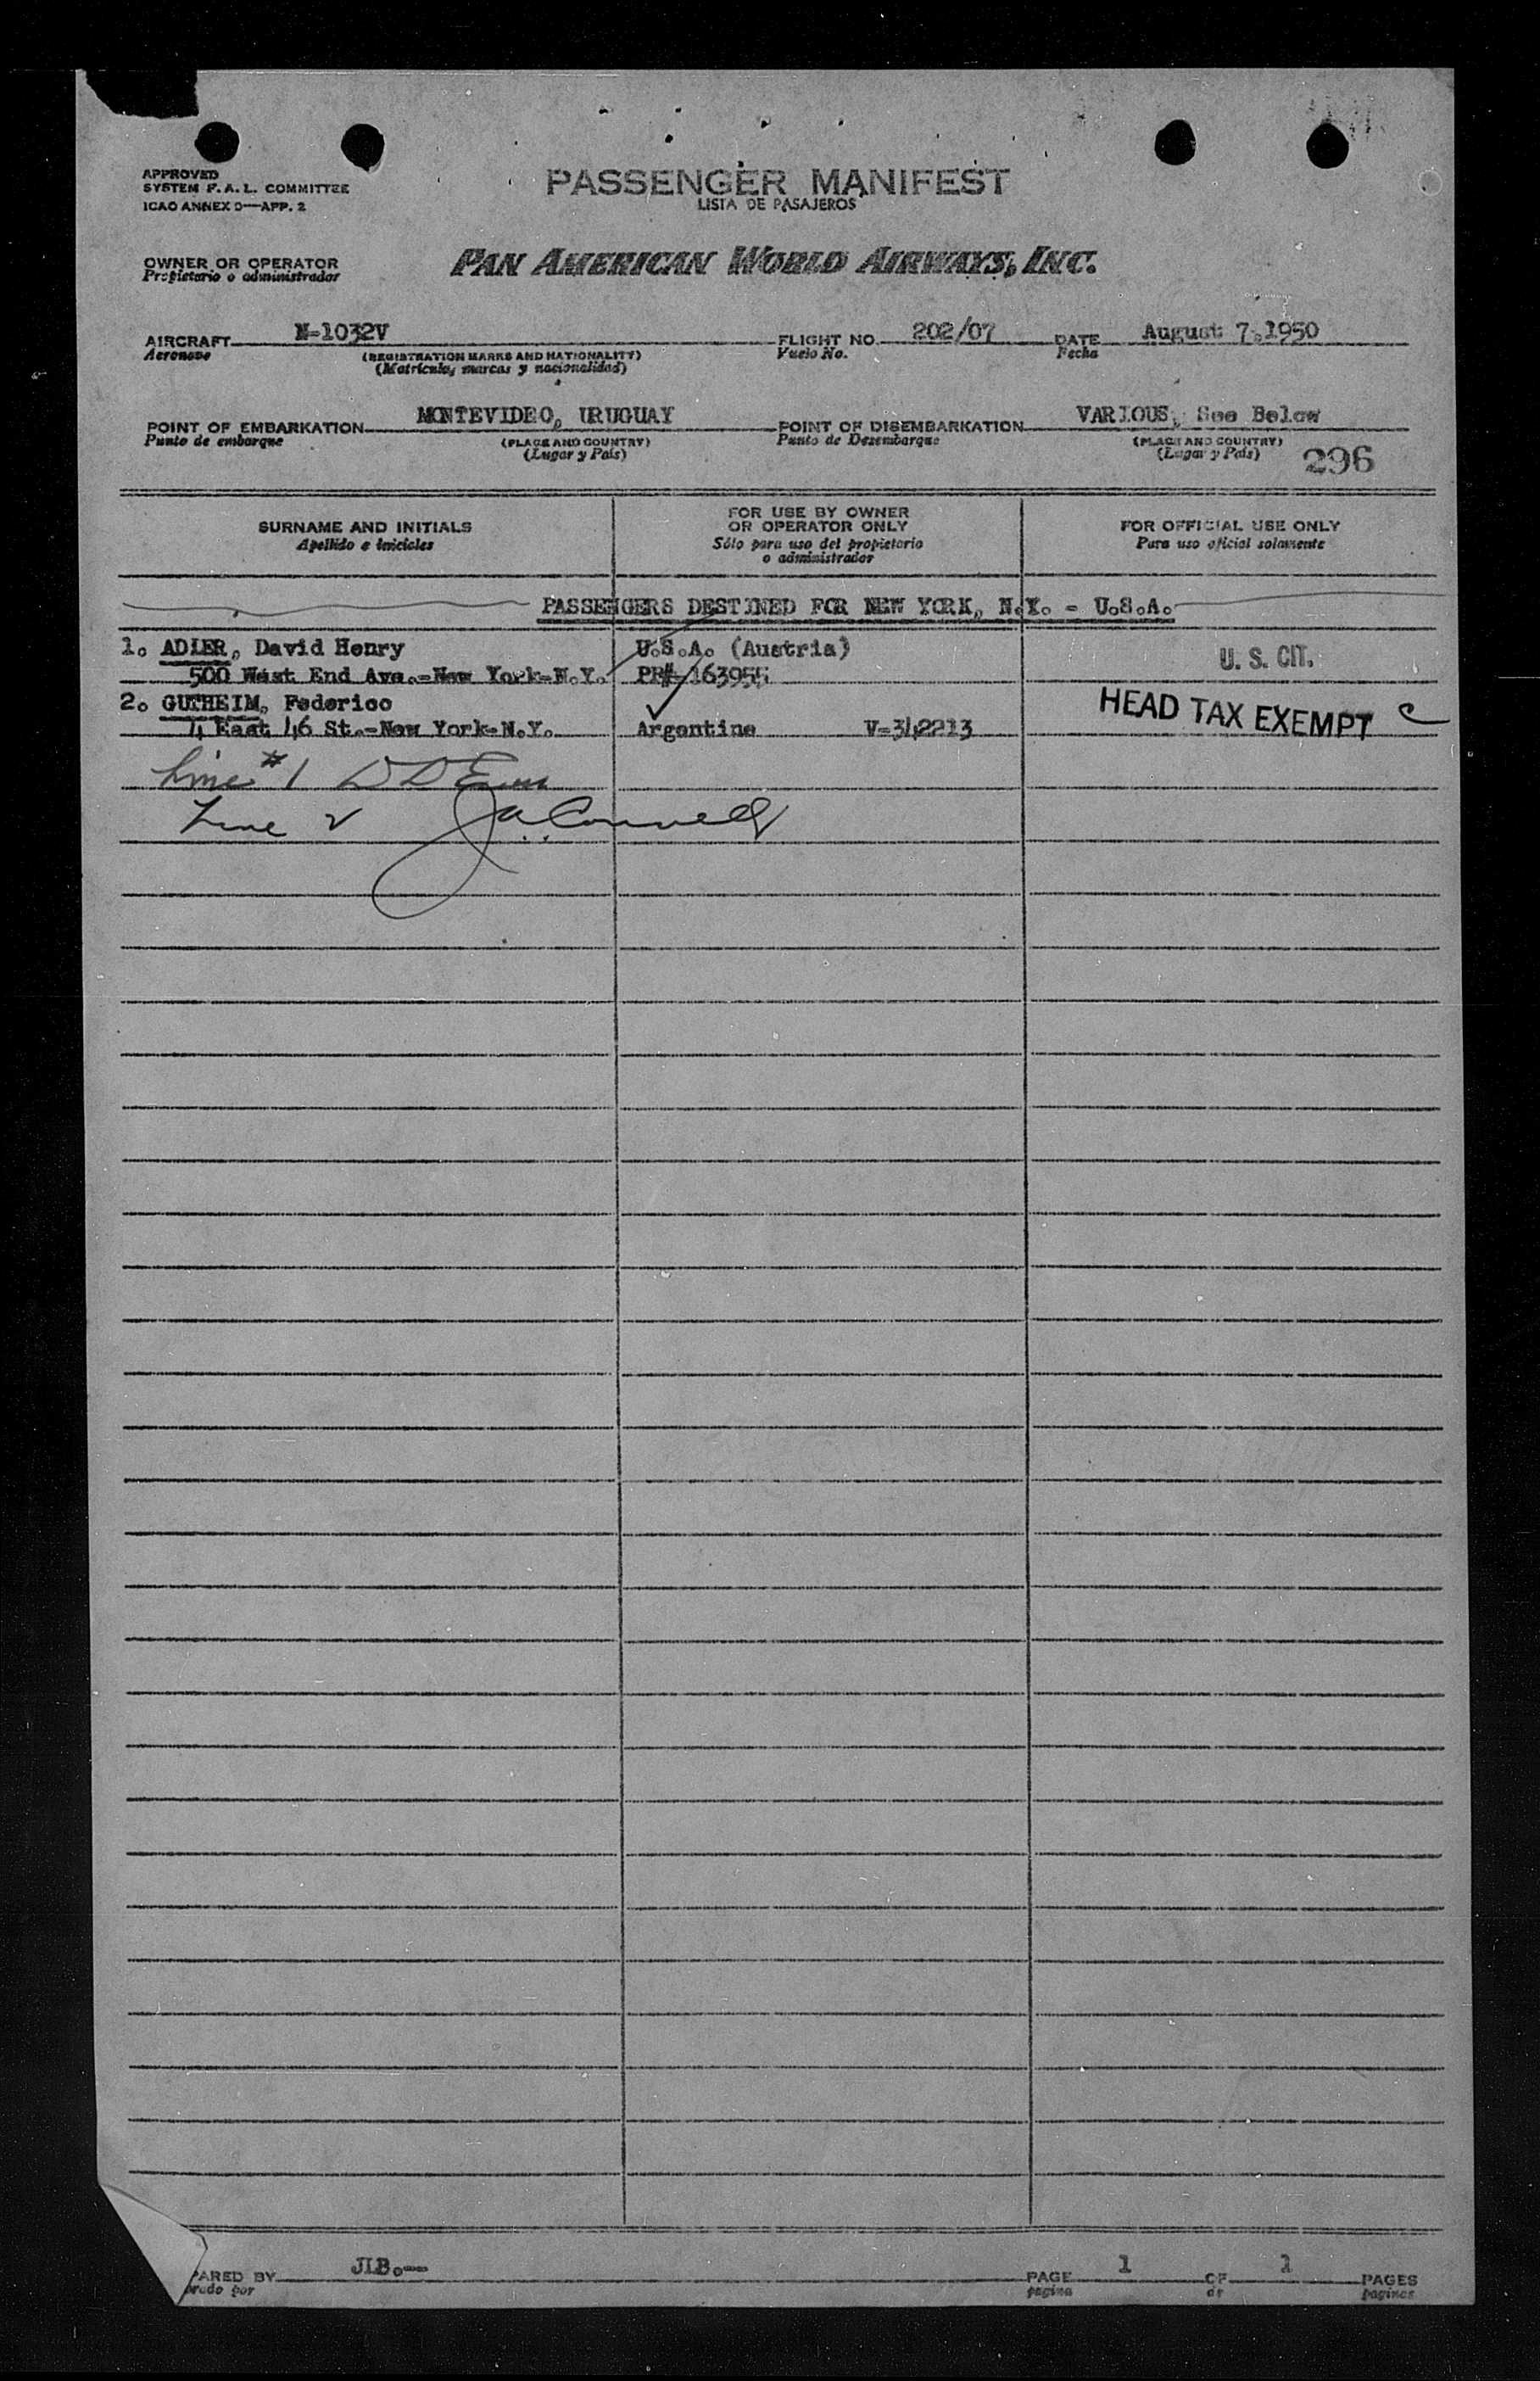 APPROVED
SYSTEM F. A. L. COMMITTEE
ICAO ANNEX 9—APP. 2
PASSENGER MANIFEST
LISTA DE PASAJEROS
OWNER OR OPERATOR
Propietario o administrador
PAN AMERICAN WORLD AIRWAYS, INC.
AIRCRAFT N-1032V FLIGHT NO. 202/07 DATE August 7.1950
Aeronave (REGISTRATION MARKS AND NATIONALITY) Vuelo No. Fecha
(Matrícula, marcas y nacionalidad)
POINT OF EMBARKATION MONTEVIDEO, URUGUAY POINT OF DISEMBARKATION VARIOUS, See Below
Punto de embarque (PLACE AND COUNTRY) Punto de Desembarque (PLACE AND COUNTRY)
(Lugar y País) (Lugar y País) 296
SURNAME AND INITIALS
Apellido e iniciales
FOR USE BY OWNER
OR OPERATOR ONLY
Sólo para uso del propietario
o administrador
FOR OFFICIAL USE ONLY
Para uso oficial solamente
PASSENGERS DESTINED FOR NEW YORK, N.Y. - U.S.A.
1. ADLER, David Henry U.S.A. (Austria)
500 West End Ave.-New York-N.Y. PP# 163955 U. S. CIT.
2. GUTHEIM, Federico
4 East 46 St.-New York-N.Y. Argentine V-342213 HEAD TAX EXEMPT C
Line #1 D D
Line 2
PARED BY JLB.-- PAGE 1 OF 1 PAGES
prado por pagina de paginas